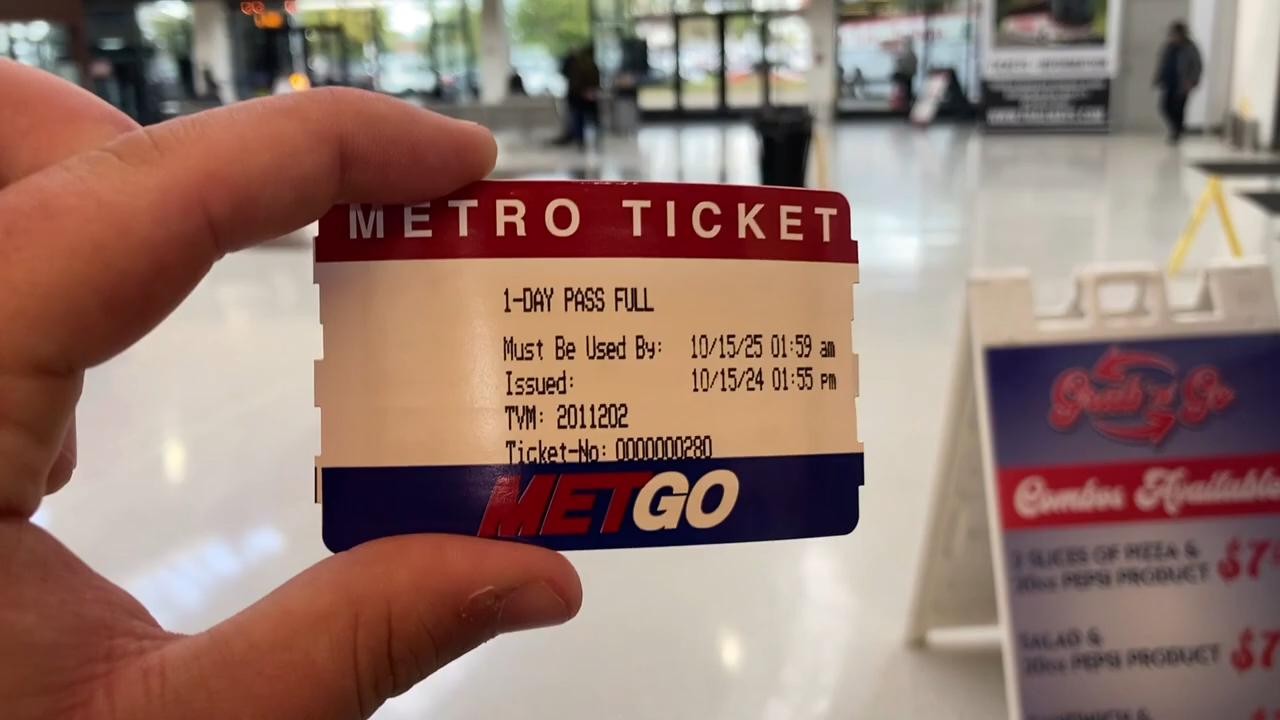 METRO TICKET
1-DAY PASS FULL
Must Be Used By: 10/15/25 01:59 am
Issued: 10/15/24 01:55 pm
TVM: 2011202
Ticket-No: 0000000280
METGO
Grab'n Go
Combos Available
2 SLICES OF PIZZA & $7
20oz PEPSI PRODUCT
SALAD & $7
20oz PEPSI PRODUCT